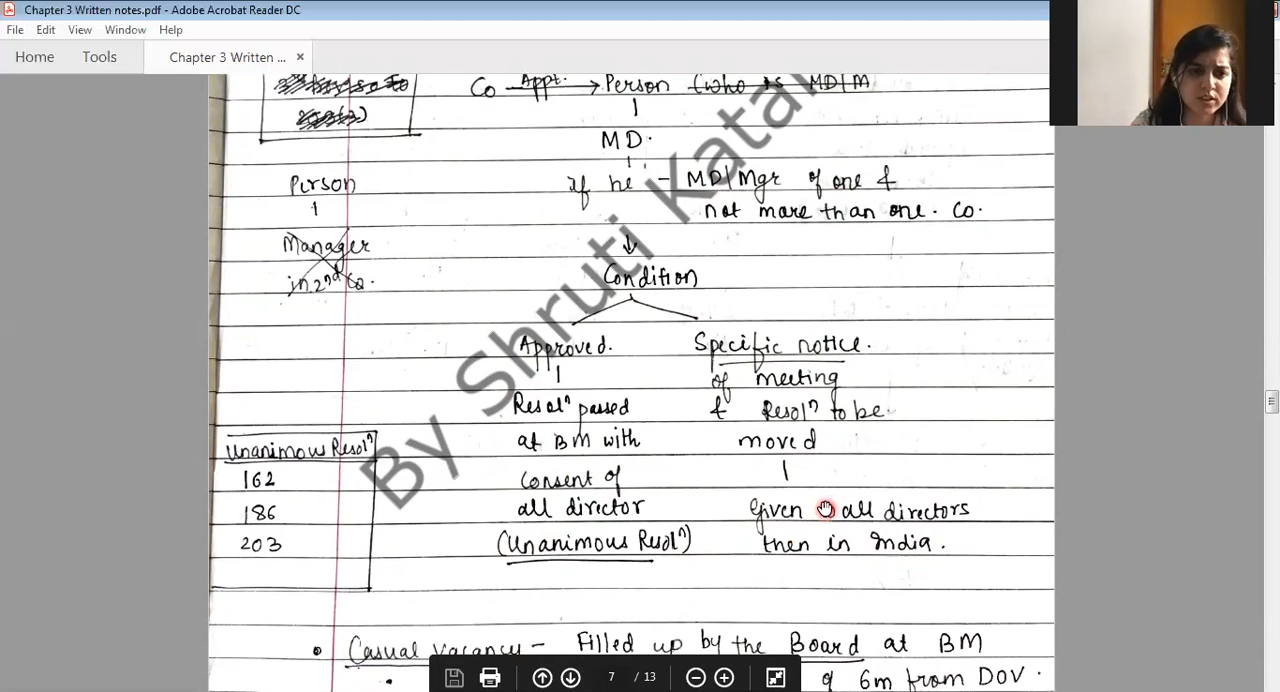 Chapter 3 Written notes.pdf - Adobe Acrobat Reader DC
File Edit View Window Help
Home Tools Chapter 3 Written ... ×
Co Appt. → Person (who is MD/M
MD.
if he - MD/Mgr of one &
not more than one. Co.
Person
Manager
in 2nd Co.
Condition
Approved.
Resolⁿ passed
at BM with
consent of
all director
(Unanimous Resolⁿ)
Specific notice.
of meeting
& Resolⁿ to be
moved
Given all directors
then in India.
Unanimous Resolⁿ
162
186
203
• Casual vacancy - Filled up by the Board at BM
of 6m from DOV.
By Shruti Katar
7 / 13